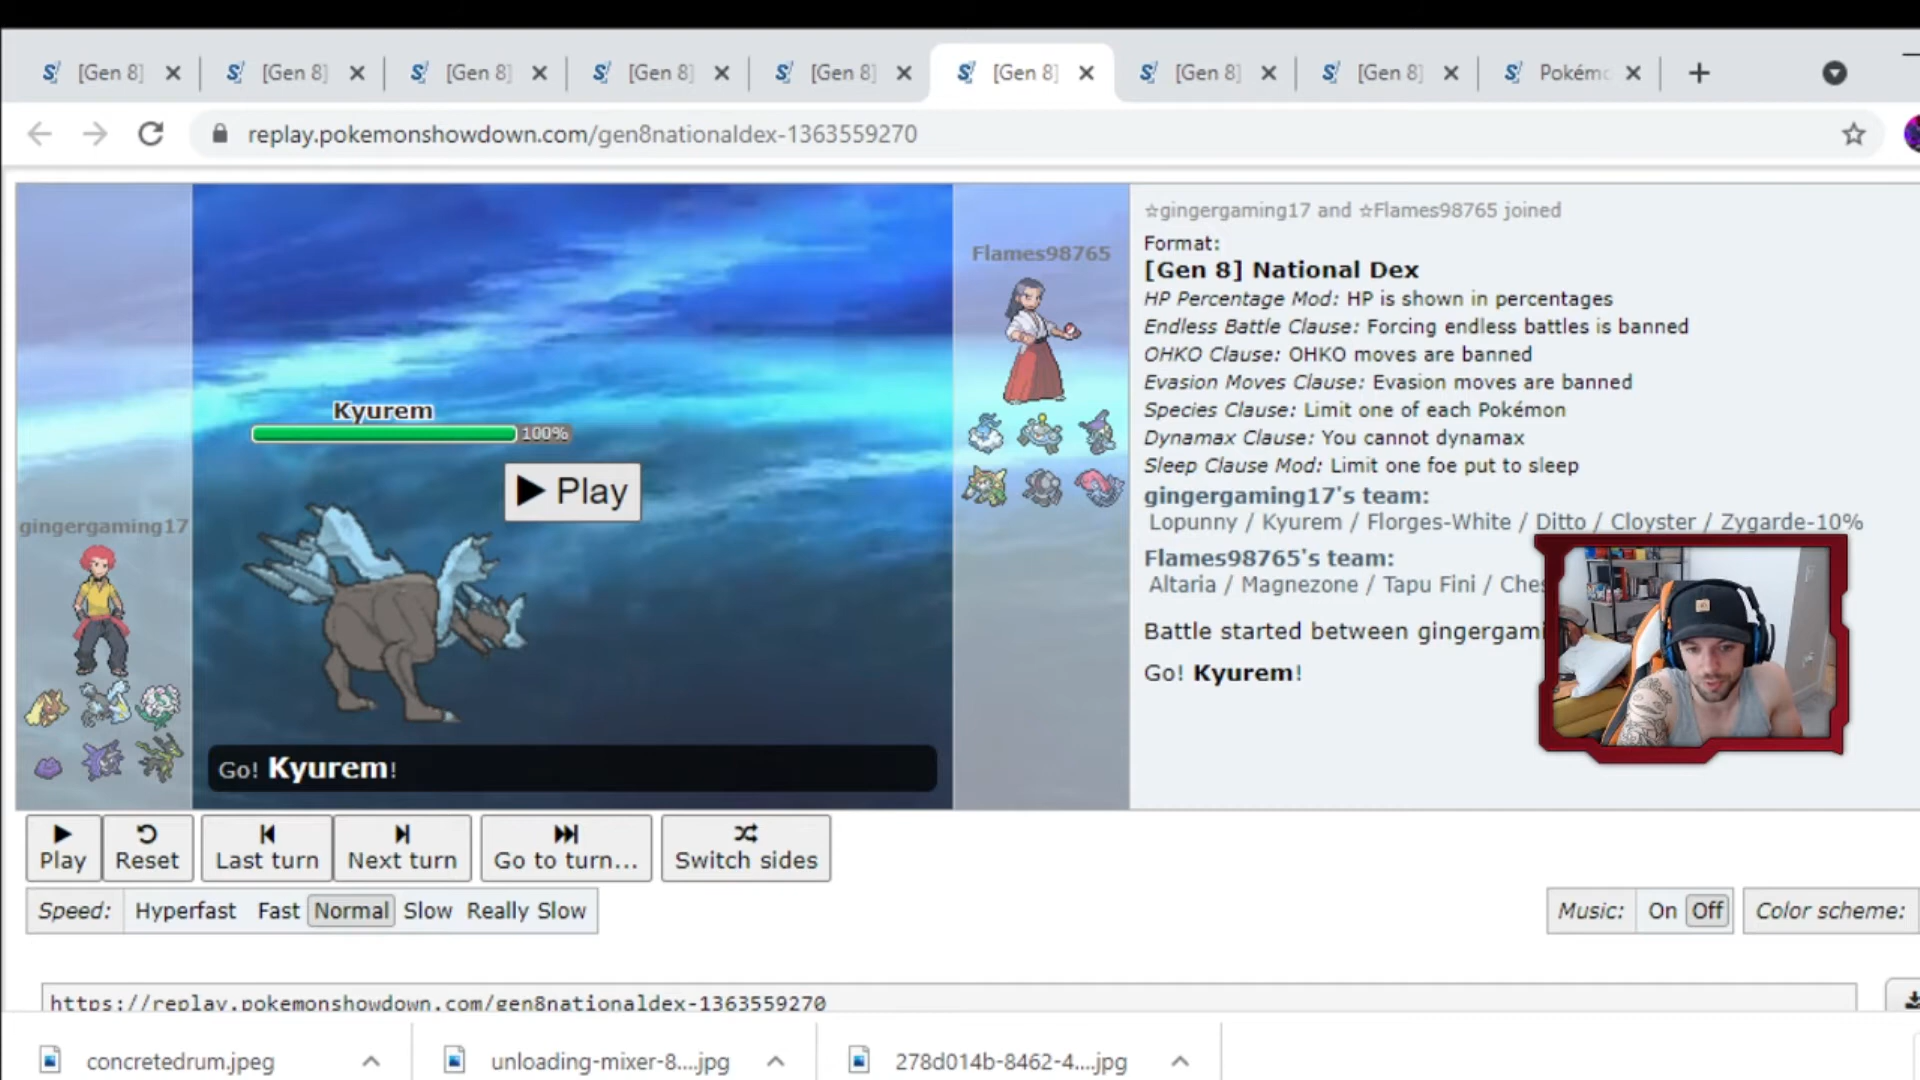 [Gen 8] [Gen 8] [Gen 8] [Gen 8] [Gen 8] [Gen 8] [Gen 8] [Gen 8] Pokém
replay.pokemonshowdown.com/gen8nationaldex-1363559270
☆gingergaming17 and ☆Flames98765 joined
Format:
[Gen 8] National Dex
HP Percentage Mod: HP is shown in percentages
Endless Battle Clause: Forcing endless battles is banned
OHKO Clause: OHKO moves are banned
Evasion Moves Clause: Evasion moves are banned
Species Clause: Limit one of each Pokémon
Dynamax Clause: You cannot dynamax
Sleep Clause Mod: Limit one foe put to sleep
gingergaming17's team:
Lopunny / Kyurem / Florges-White / Ditto / Cloyster / Zygarde-10%
Flames98765's team:
Altaria / Magnezone / Tapu Fini / Ches
Battle started between gingergami
Go! Kyurem!
Flames98765
Kyurem
100%
Play
gingergaming17
Go! Kyurem!
Play Reset Last turn Next turn Go to turn... Switch sides
Speed: Hyperfast Fast Normal Slow Really Slow
Music: On Off Color scheme:
https://replay.pokemonshowdown.com/gen8nationaldex-1363559270
concretedrum.jpeg unloading-mixer-8....jpg 278d014b-8462-4....jpg